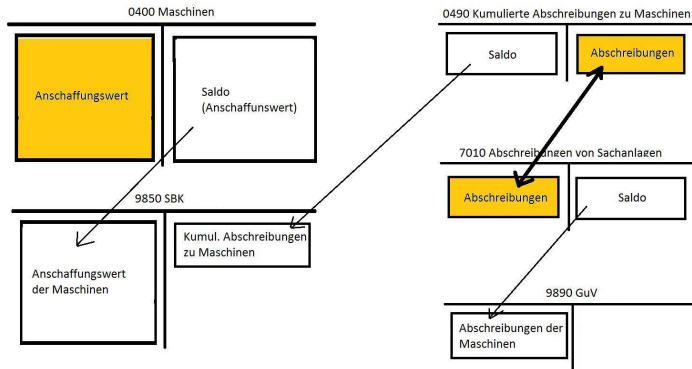 0400 Maschinen
Anschaffungswert
Saldo
(Anschaffunswert)
9850 SBK
Anschaffungswert
der Maschinen
Kumul. Abschreibungen
zu Maschinen
0490 Kumulierte Abschreibungen zu Maschinen
Saldo
Abschreibungen
7010 Abschreibungen von Sachanlagen
Abschreibungen
Saldo
9890 GuV
Abschreibungen der
Maschinen